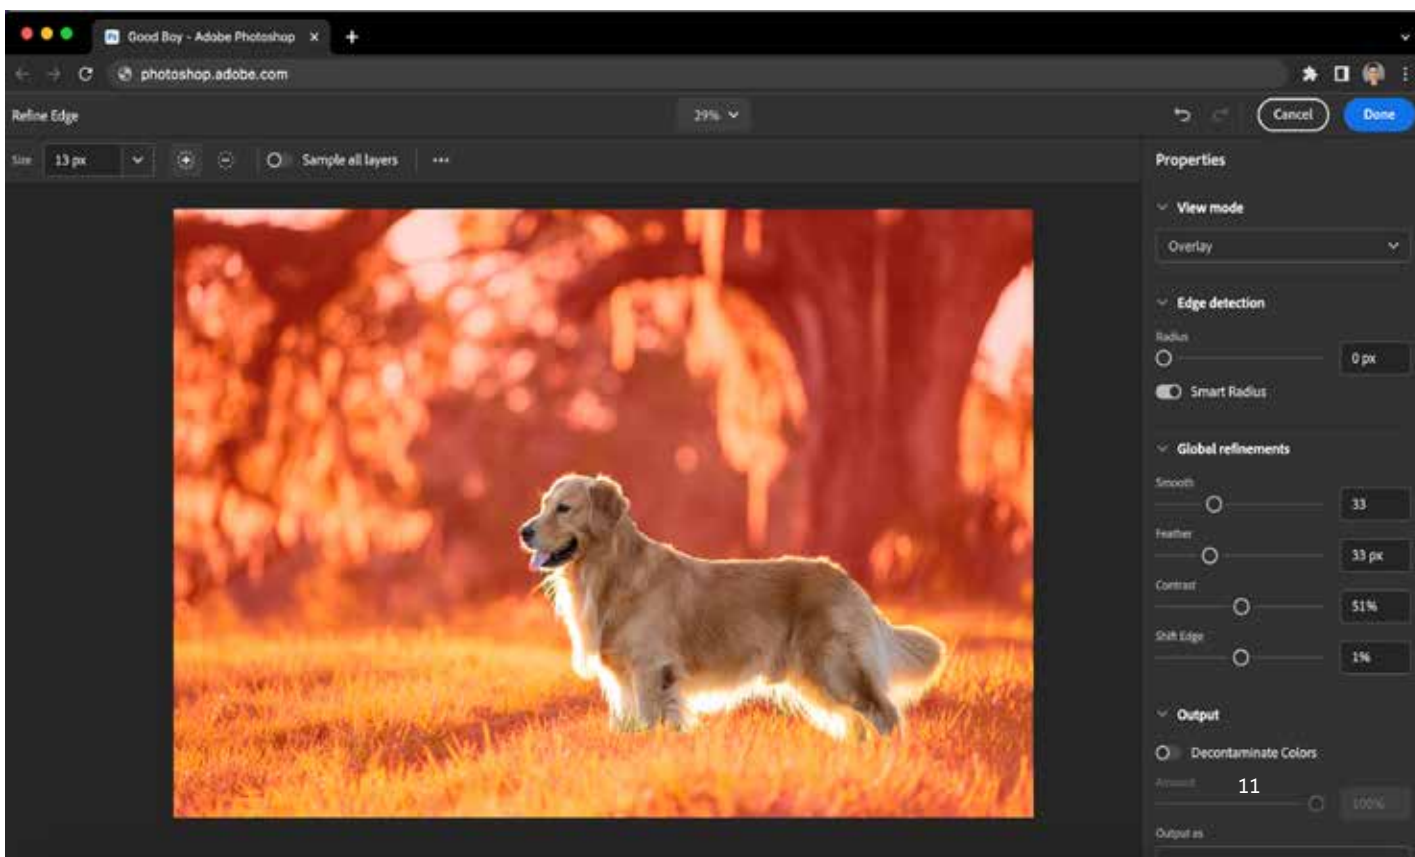 Good Boy - Adobe Photoshop
photoshop.adobe.com
Refine Edge
29%
Cancel
Done
Size
13 px
Sample all layers
Properties
View mode
Overlay
Edge detection
Radius
0 px
Smart Radius
Global refinements
Smooth
33
Feather
33 px
Contrast
51%
Shift Edge
1%
Output
Decontaminate Colors
Amount
11
100%
Output as